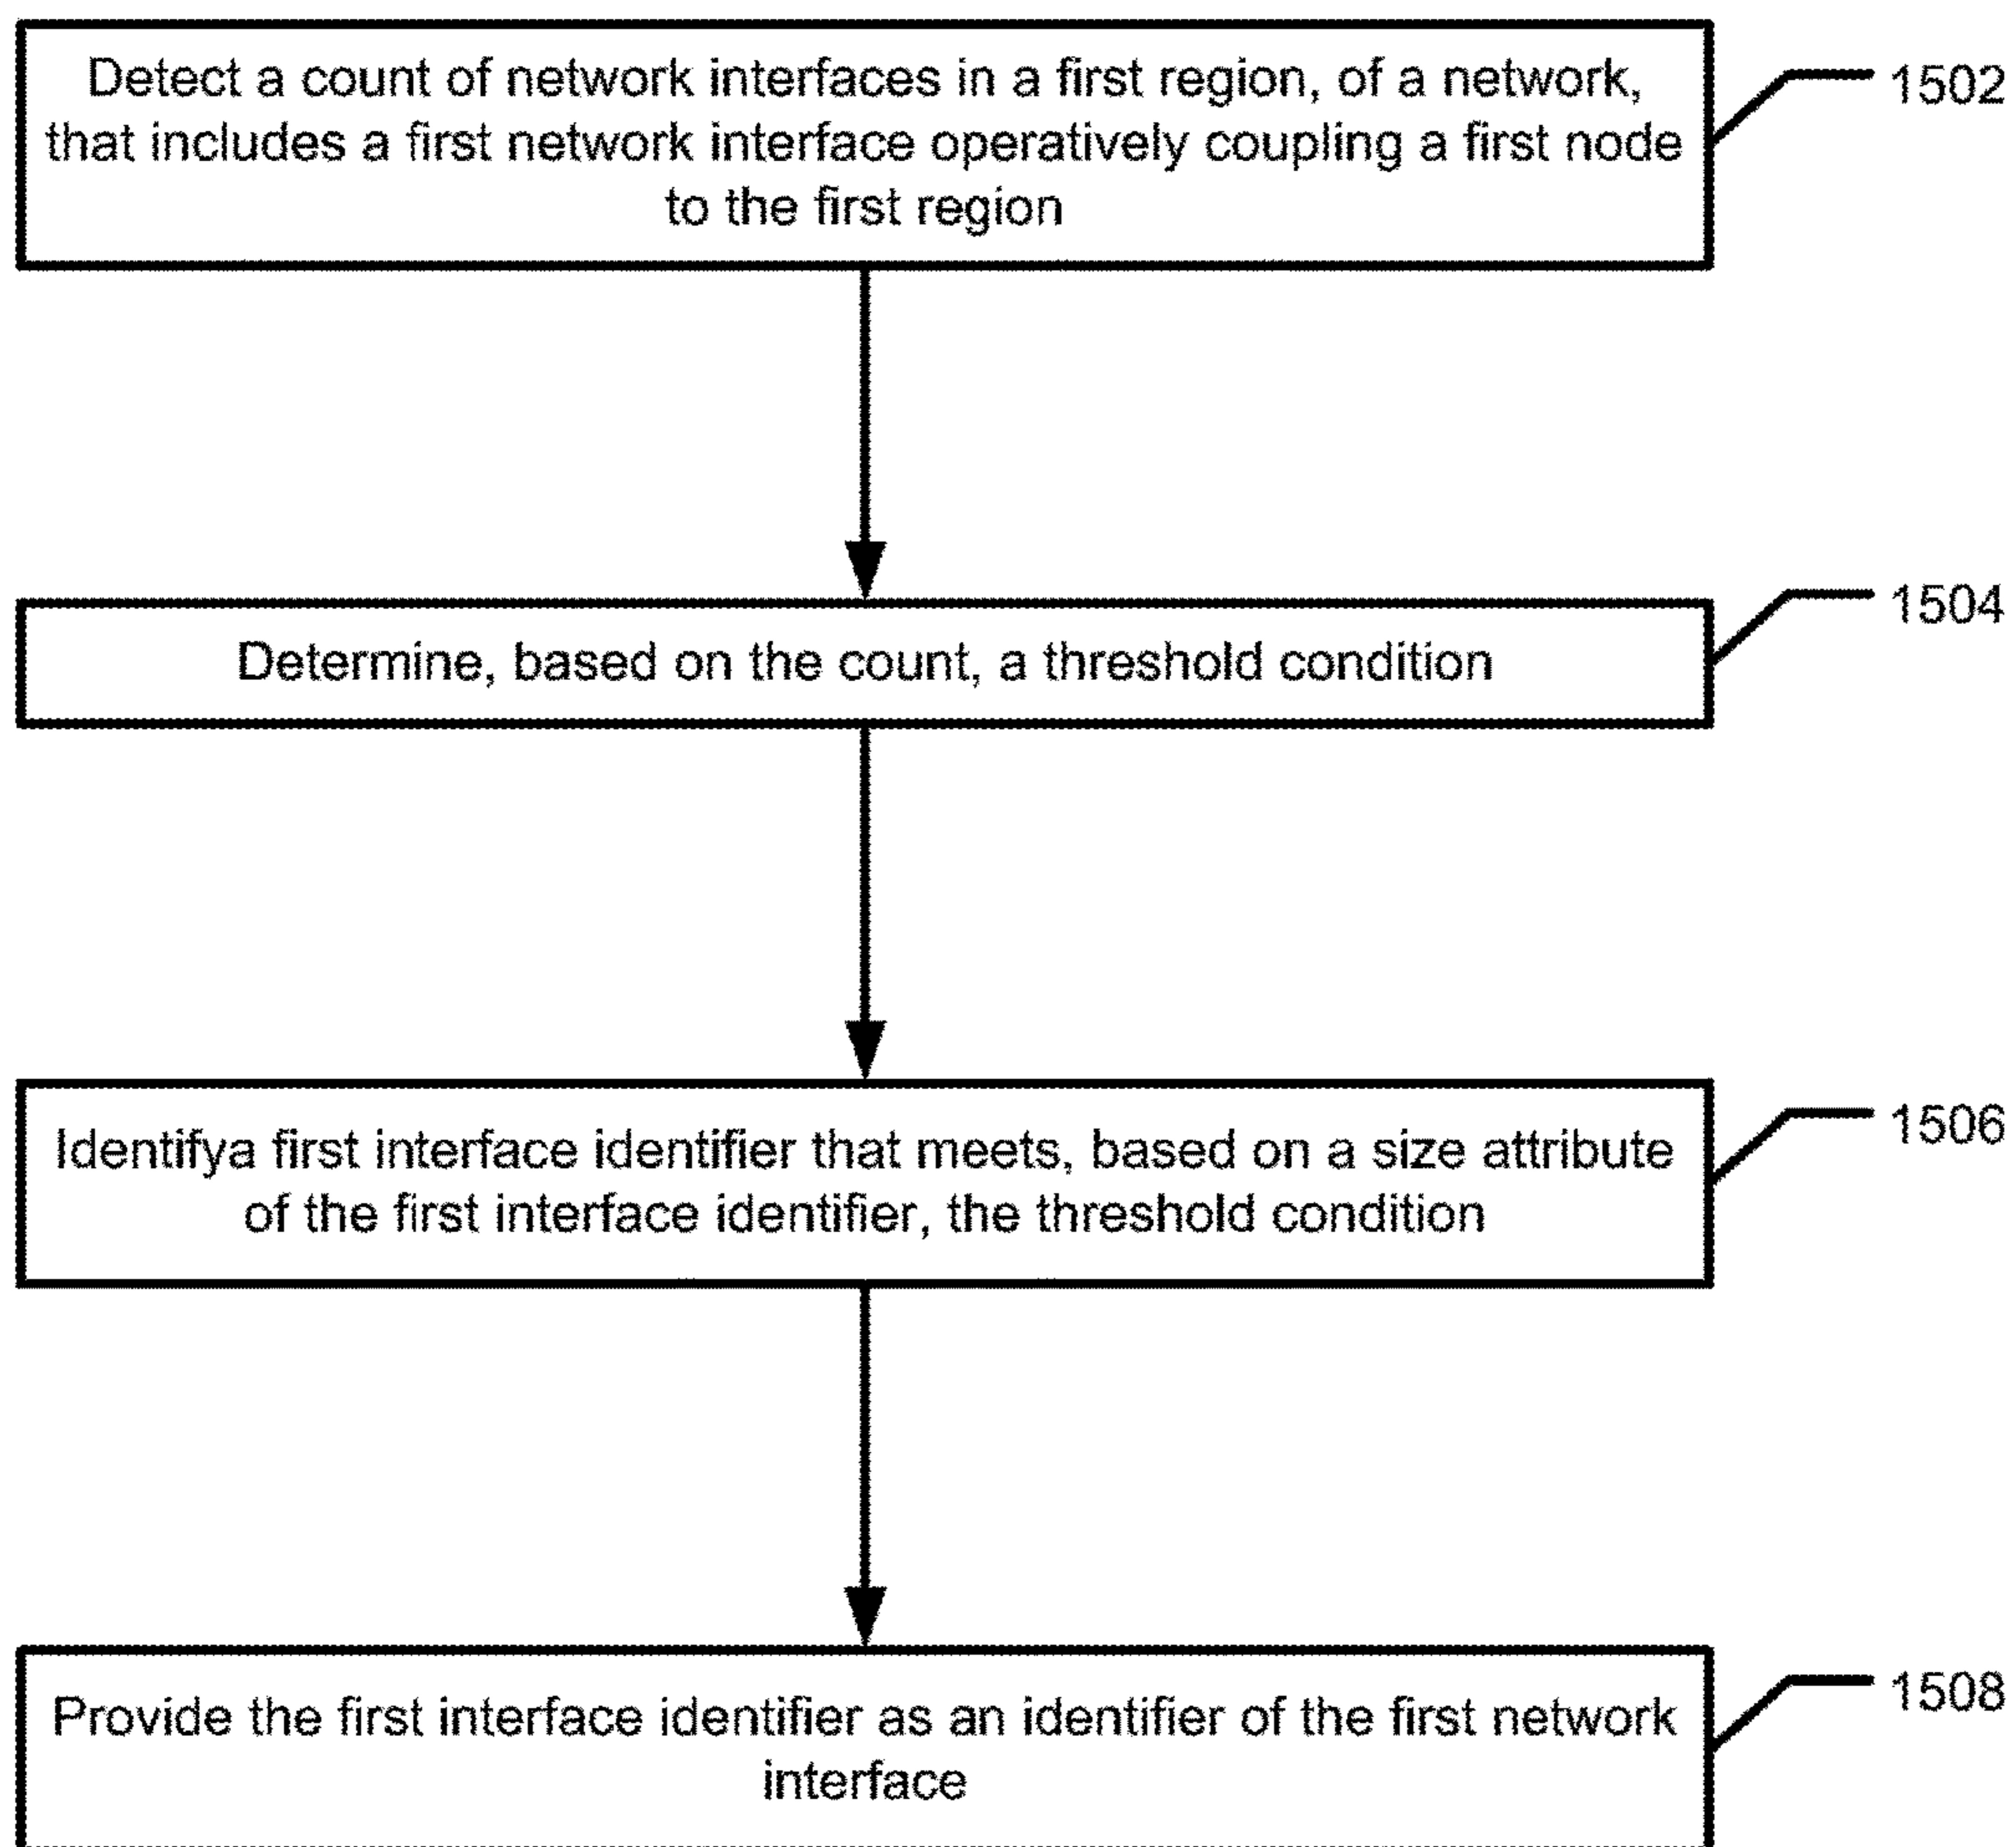 Detect a count of network interfaces in a first region, of a network,
that includes a first network interface operatively coupling a first node
to the first region
1502
Determine, based on the count, a threshold condition
1504
Identifya first interface identifier that meets, based on a size attribute
of the first interface identifier, the threshold condition
1506
Provide the first interface identifier as an identifier of the first network
interface
1508